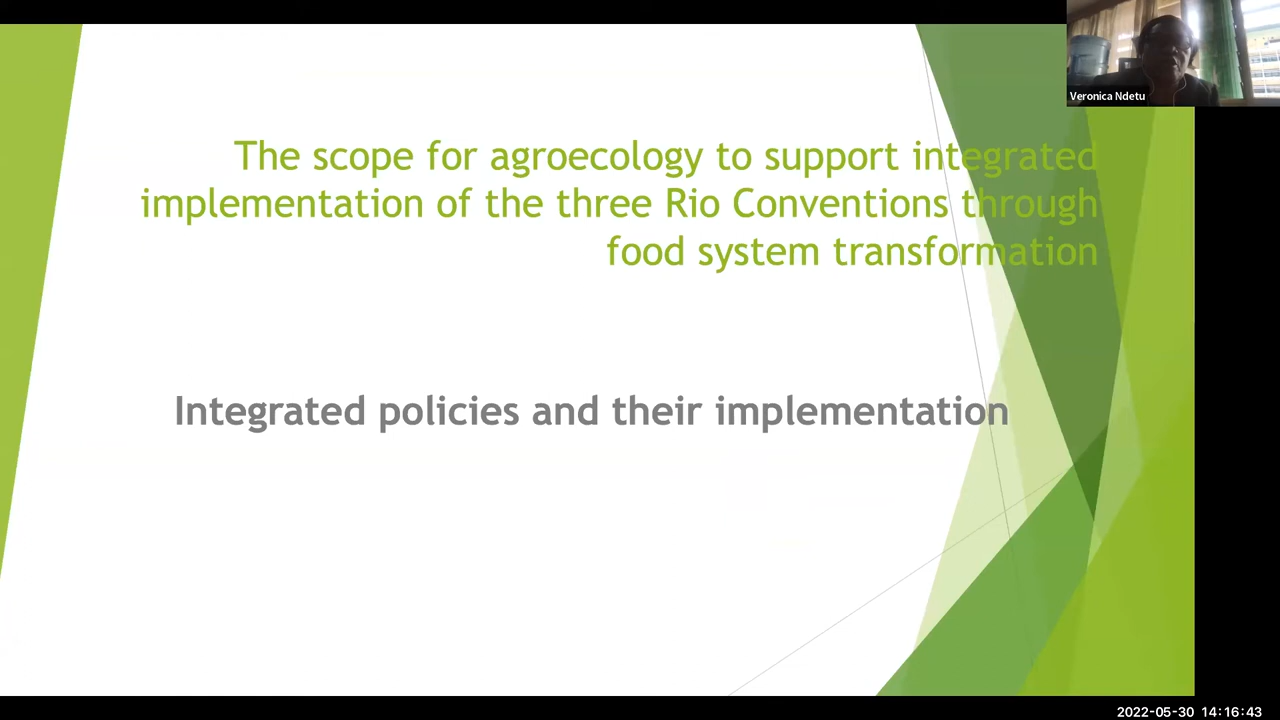 Veronica Ndetu
The scope for agroecology to support integrated
implementation of the three Rio Conventions through
food system transformation
Integrated policies and their implementation
2022-05-30 14:16:43